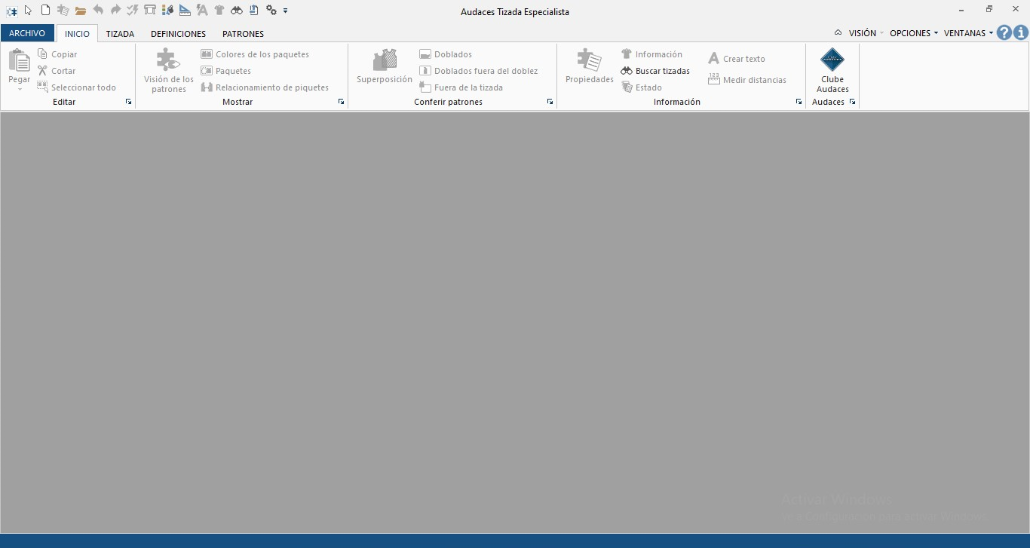 Audaces Tizada Especialista
ARCHIVO INICIO TIZADA DEFINICIONES PATRONES VISIÓN OPCIONES VENTANAS
Pegar
Copiar
Cortar
Seleccionar todo
Editar
Visión de los patrones
Colores de los paquetes
Paquetes
Relacionamiento de piquetes
Mostrar
Superposición
Doblados
Doblados fuera del doblez
Fuera de la tizada
Conferir patrones
Propiedades
Información
Buscar tizadas
Estado
Crear texto
Medir distancias
Información
Clube
Audaces
Audaces
Activar Windows